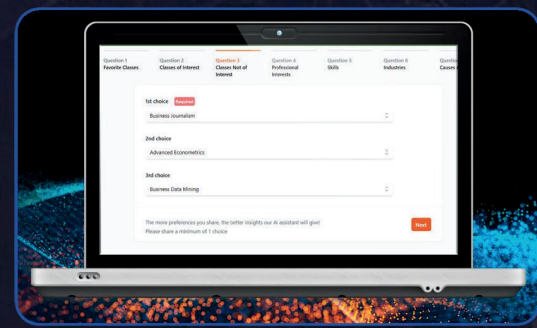 Question 1
Favorite Classes
Question 2
Classes of Interest
Question 3
Classes Not of
Interest
Question 4
Professional
Interests
Question 5
Skills
Question 6
Industries
Question
Causes
1st choice Required
Business Journalism
2nd choice
Advanced Econometrics
3rd choice
Business Data Mining
The more preferences you share, the better insights our AI assistant will give!
Please share a minimum of 1 choice
Next